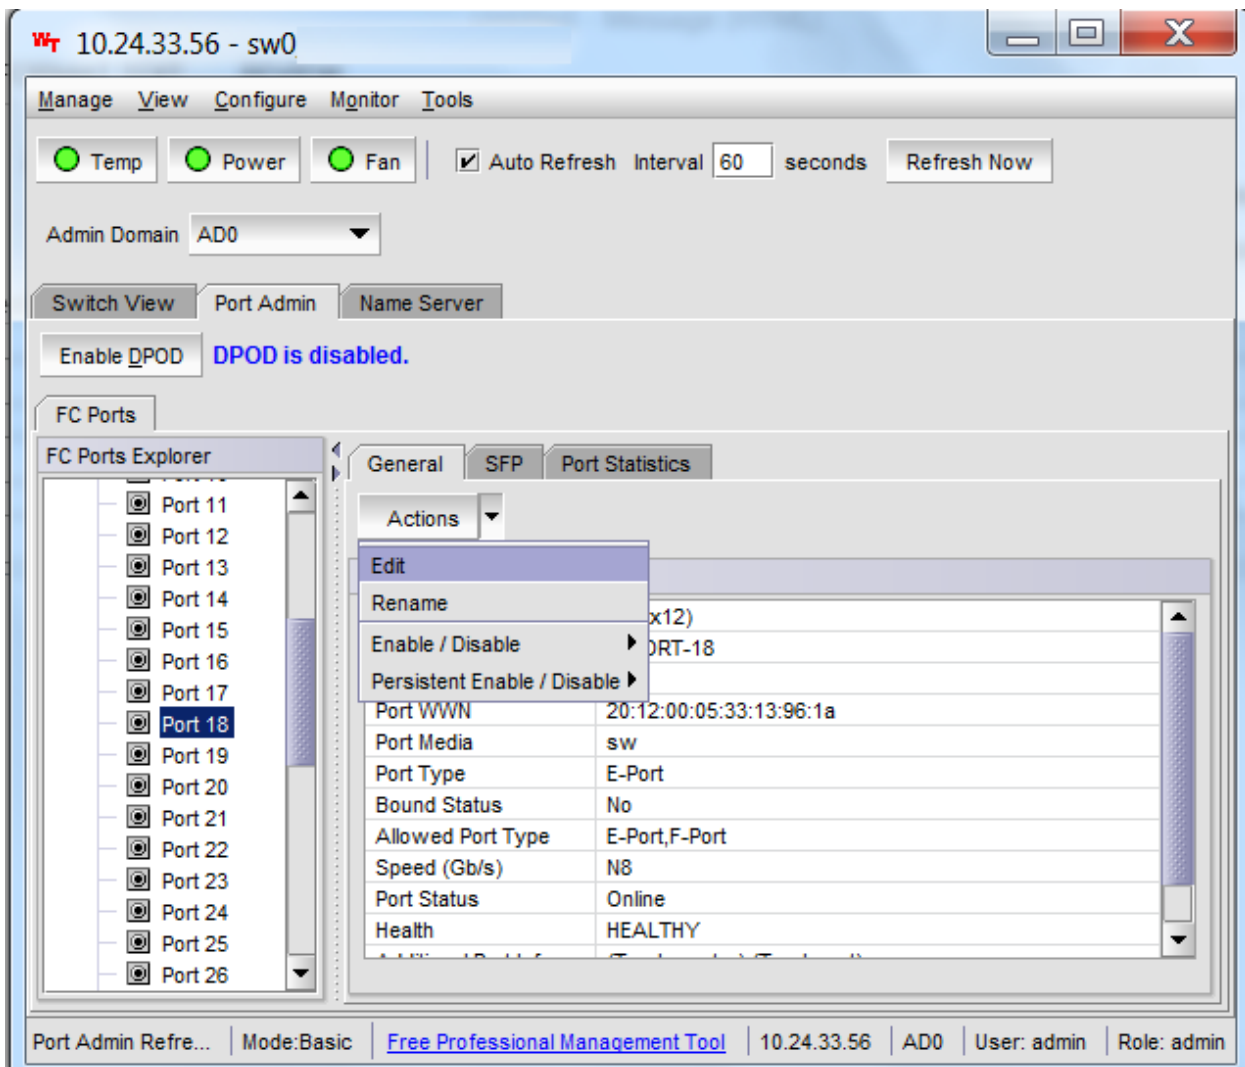 WT 10.24.33.56 - sw0
Manage View Configure Monitor Tools
Temp Power Fan Auto Refresh Interval 60 seconds Refresh Now
Admin Domain AD0
Switch View Port Admin Name Server
Enable DPOD DPOD is disabled.
FC Ports
FC Ports Explorer
Port 11
Port 12
Port 13
Port 14
Port 15
Port 16
Port 17
Port 18
Port 19
Port 20
Port 21
Port 22
Port 23
Port 24
Port 25
Port 26
General SFP Port Statistics
Actions
Edit
Rename
Enable / Disable
Persistent Enable / Disable
x12)
ORT-18
Port WWN 20:12:00:05:33:13:96:1a
Port Media sw
Port Type E-Port
Bound Status No
Allowed Port Type E-Port,F-Port
Speed (Gb/s) N8
Port Status Online
Health HEALTHY
Port Admin Refre... Mode:Basic Free Professional Management Tool 10.24.33.56 AD0 User: admin Role: admin